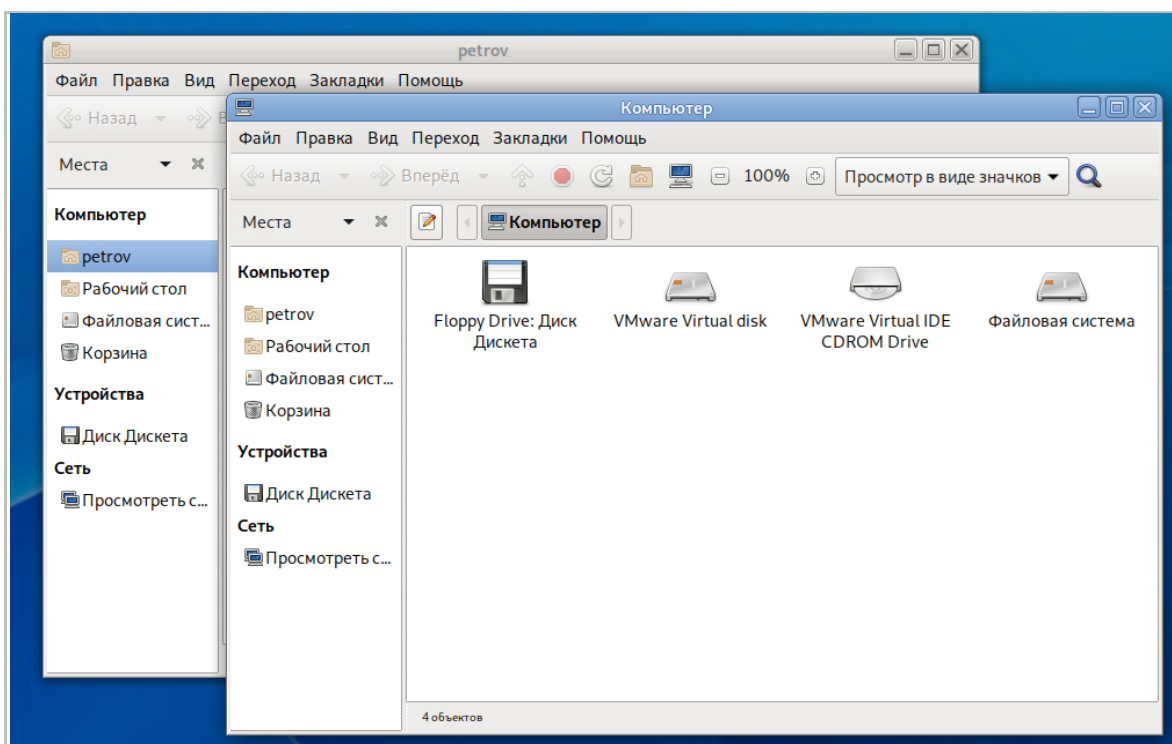 petrov
Файл Правка Вид Переход Закладки Помощь
Назад
Места
Компьютер
petrov
Рабочий стол
Файловая сист...
Корзина
Устройства
Диск Дискета
Сеть
Просмотреть с...
Компьютер
Файл Правка Вид Переход Закладки Помощь
Назад Вперёд 100% Просмотр в виде значков
Места
Компьютер
Компьютер
petrov
Рабочий стол
Файловая сист...
Корзина
Устройства
Диск Дискета
Сеть
Просмотреть с...
Floppy Drive: Диск
Дискета
VMware Virtual disk
VMware Virtual IDE
CDROM Drive
Файловая система
4 объектов